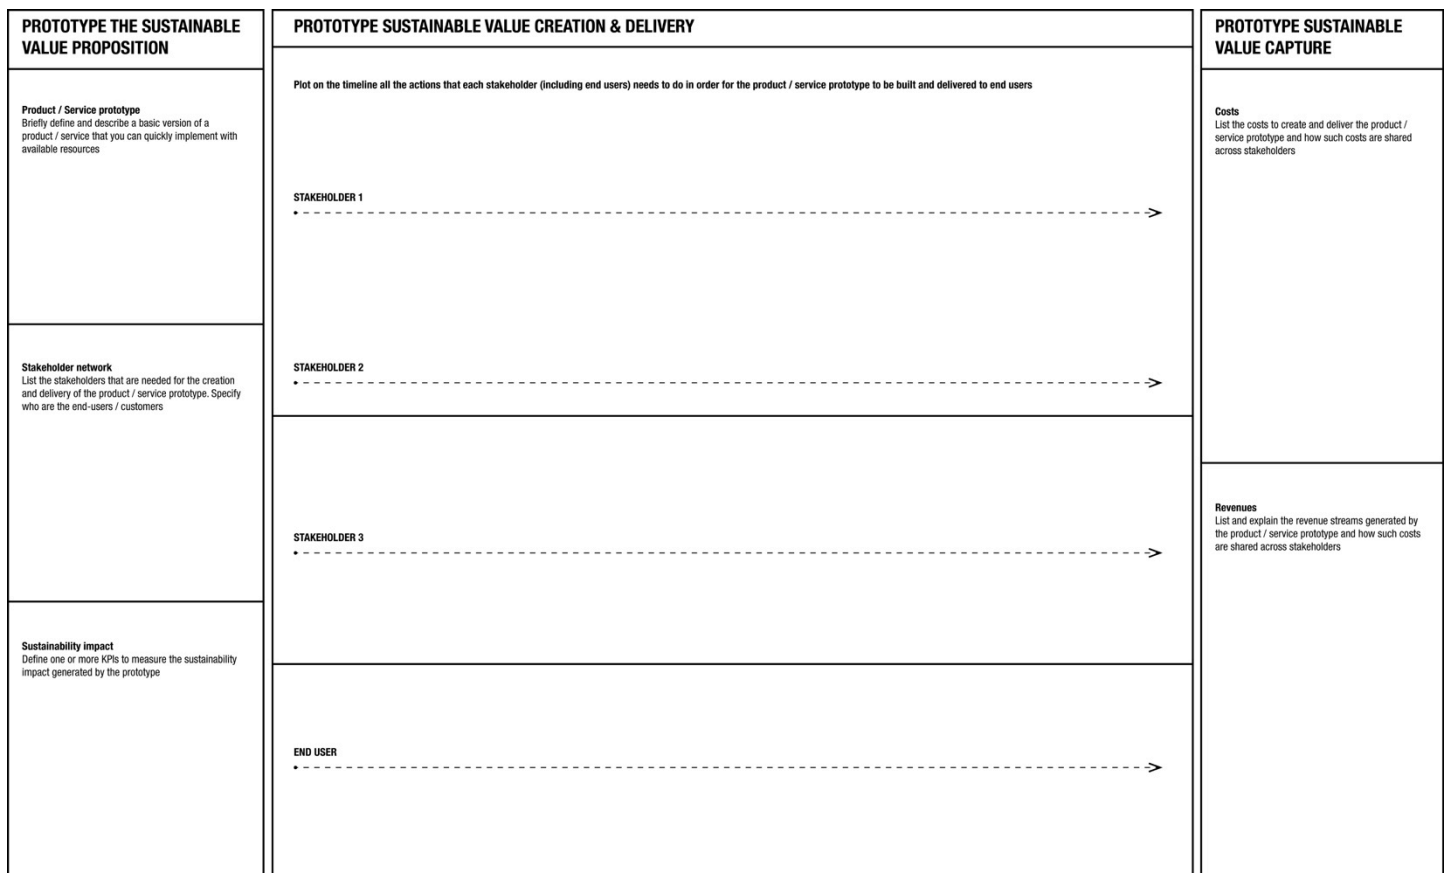 PROTOTYPE THE SUSTAINABLE
VALUE PROPOSITION
Product / Service prototype
Briefly define and describe a basic version of a
product / service that you can quickly implement with
available resources
Stakeholder network
List the stakeholders that are needed for the creation
and delivery of the product / service prototype. Specify
who are the end-users / customers
Sustainability impact
Define one or more KPIs to measure the sustainability
impact generated by the prototype
PROTOTYPE SUSTAINABLE VALUE CREATION & DELIVERY
Plot on the timeline all the actions that each stakeholder (including end users) needs to do in order for the product / service prototype to be built and delivered to end users
STAKEHOLDER 1
STAKEHOLDER 2
STAKEHOLDER 3
END USER
PROTOTYPE SUSTAINABLE
VALUE CAPTURE
Costs
List the costs to create and deliver the product /
service prototype and how such costs are shared
across stakeholders
Revenues
List and explain the revenue streams generated by
the product / service prototype and how such costs
are shared across stakeholders